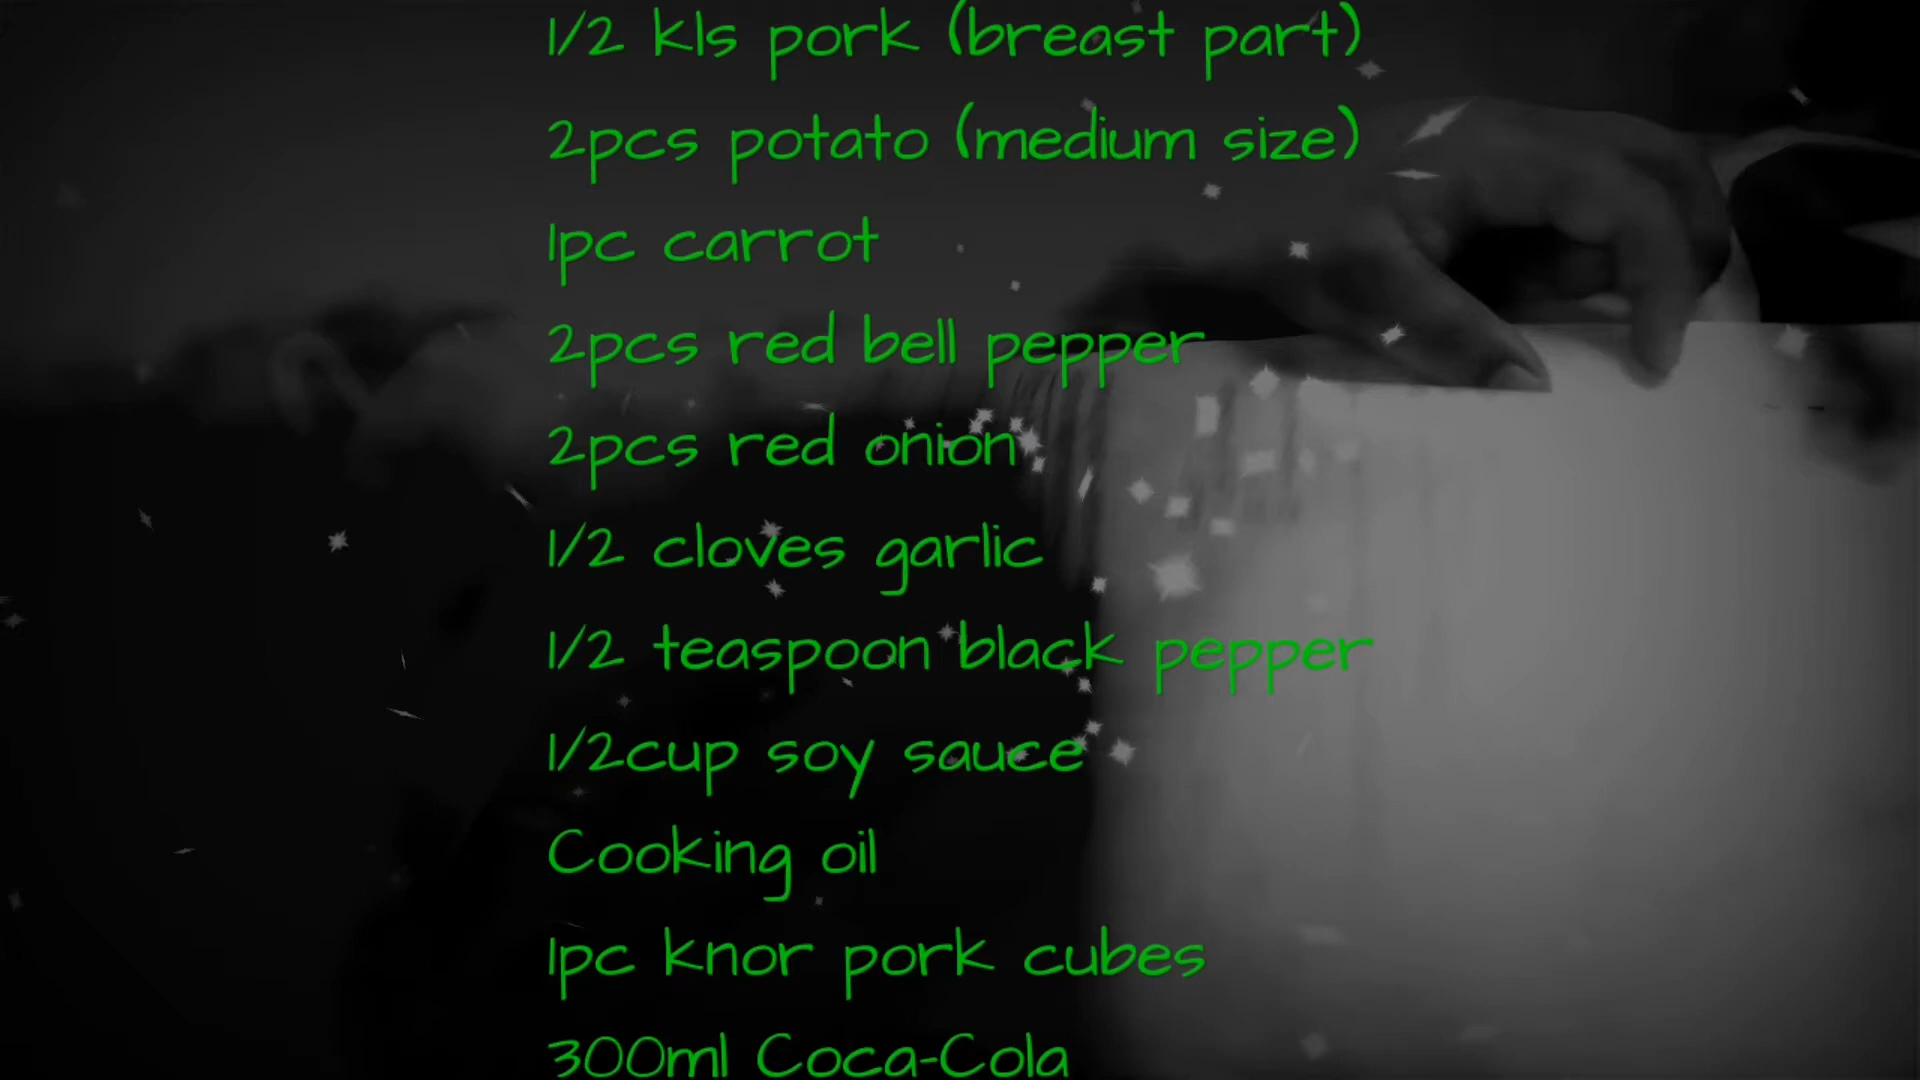 1/2 kls pork (breast part)
2pcs potato (medium size)
1pc carrot
2pcs red bell pepper
2pcs red onion
1/2 cloves garlic
1/2 teaspoon black pepper
1/2cup soy sauce
Cooking oil
1pc knor pork cubes
300ml Coca-Cola